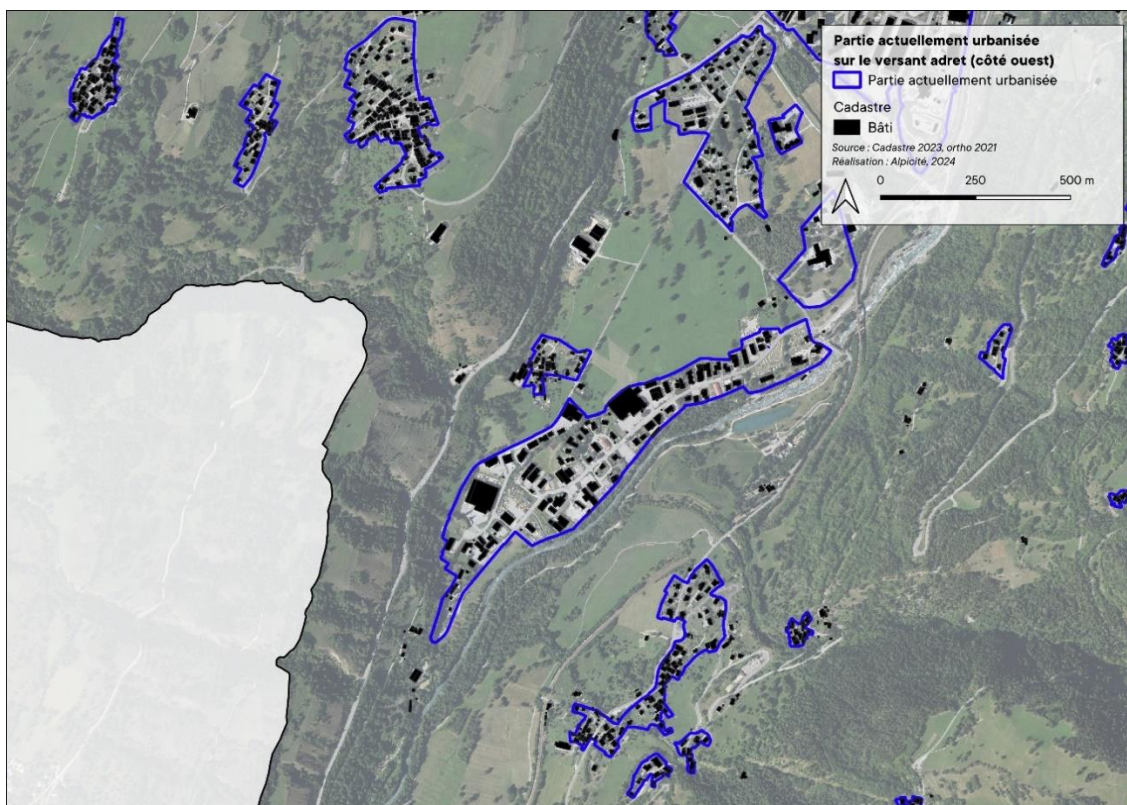 Partie actuellement urbanisée
sur le versant adret (côté ouest)
Partie actuellement urbanisée
Cadastre
Bâti
Source : Cadastre 2023, ortho 2021
Réalisation : Alpicité, 2024
0 250 500 m